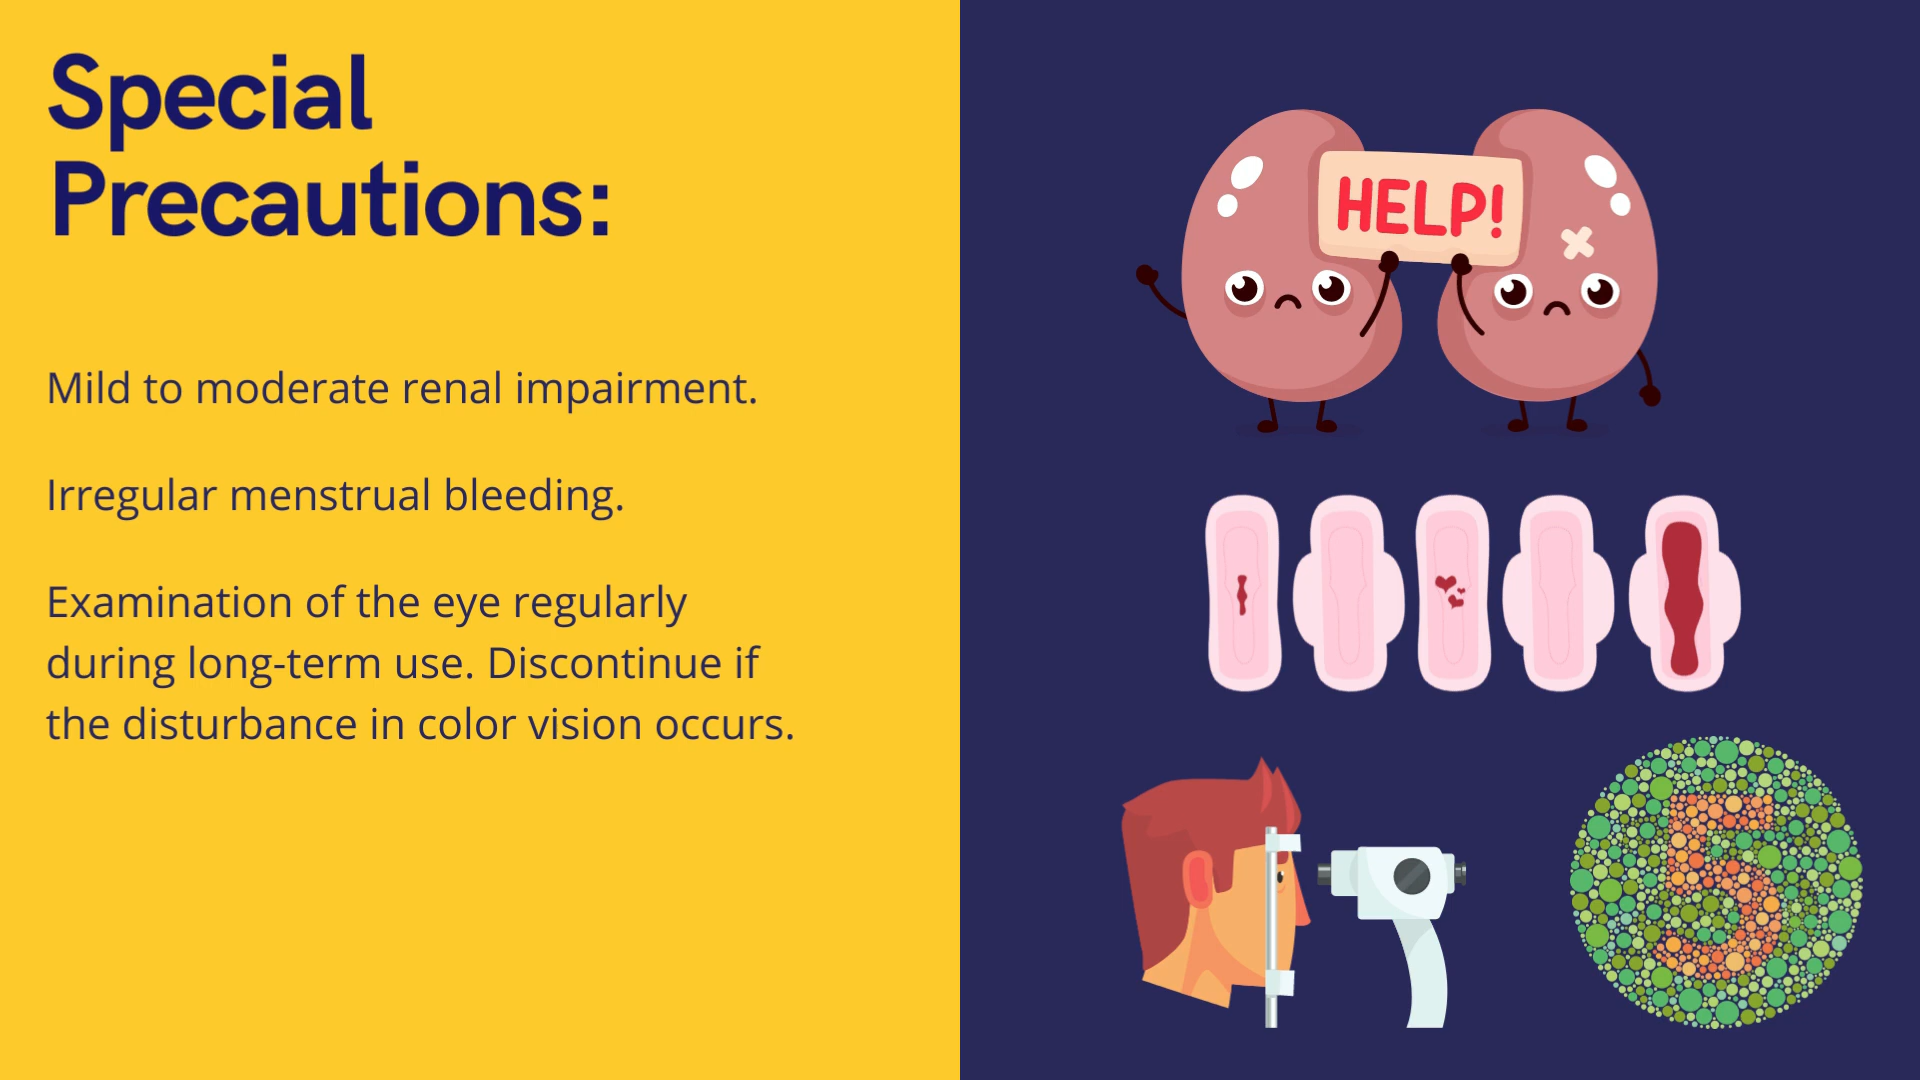 Special
Precautions:
Mild to moderate renal impairment.
Irregular menstrual bleeding.
Examination of the eye regularly
during long-term use. Discontinue if
the disturbance in color vision occurs.
HELP!
5